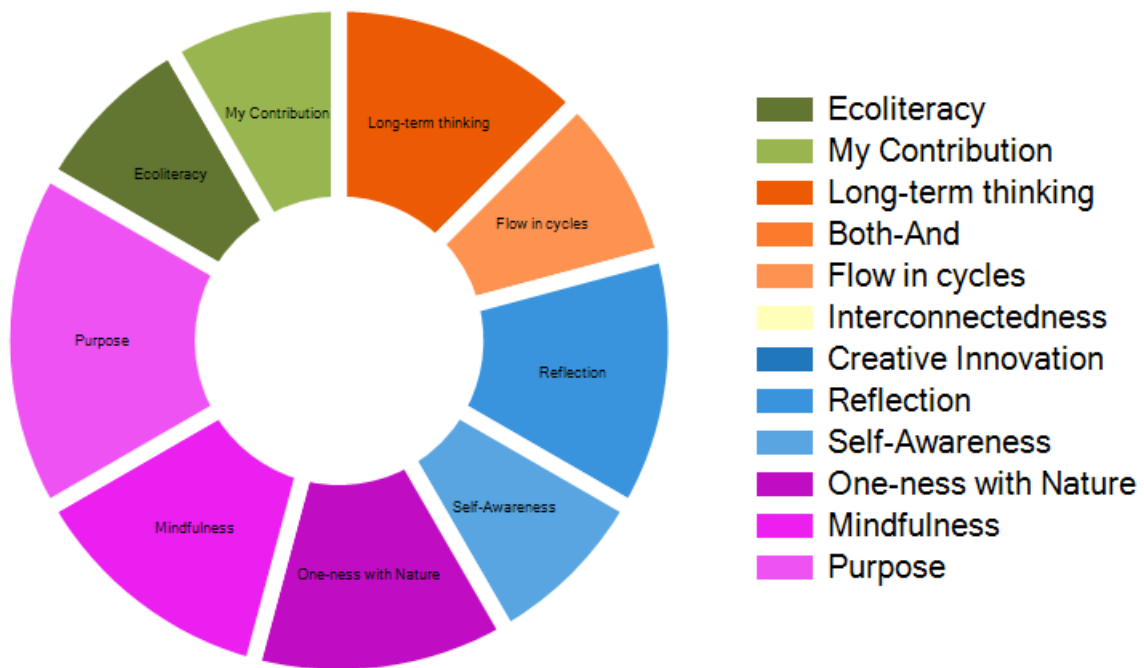 My Contribution
Long-term thinking
Ecoliteracy
Flow in cycles
Purpose
Reflection
Mindfulness
Self-Awareness
One-ness with Nature
Ecoliteracy
My Contribution
Long-term thinking
Both-And
Flow in cycles
Interconnectedness
Creative Innovation
Reflection
Self-Awareness
One-ness with Nature
Mindfulness
Purpose